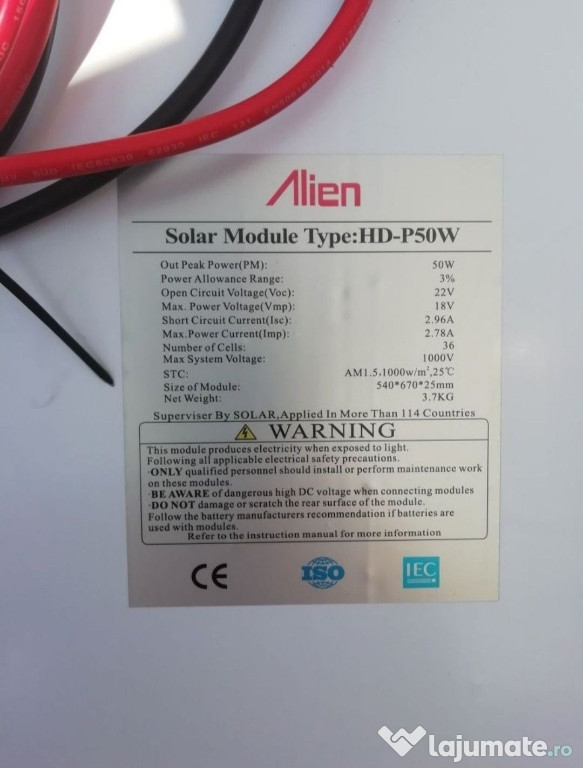 Alien
Solar Module Type:HD-P50W
Out Peak Power(PM): 50W
Power Allowance Range: 3%
Open Circuit Voltage(Voc): 22V
Max. Power Voltage(Vmp): 18V
Short Circuit Current(Isc): 2.96A
Max.Power Current(Imp): 2.78A
Number of Cells: 36
Max System Voltage: 1000V
STC: AM1.5,1000w/m²,25℃
Size of Module: 540*670*25mm
Net Weight: 3.7KG
Superviser By SOLAR,Applied In More Than 114 Countries
WARNING
This module produces electricity when exposed to light.
Following all applicable electrical safety precautions.
·ONLY qualified personnel should install or perform maintenance work
on these modules.
·BE AWARE of dangerous high DC voltage when connecting modules
·DO NOT damage or scratch the rear surface of the module.
Follow the battery manufacturers recommendation if batteries are
used with modules.
Refer to the instruction manual for more information
CE
ISO
IEC
lajumate.ro